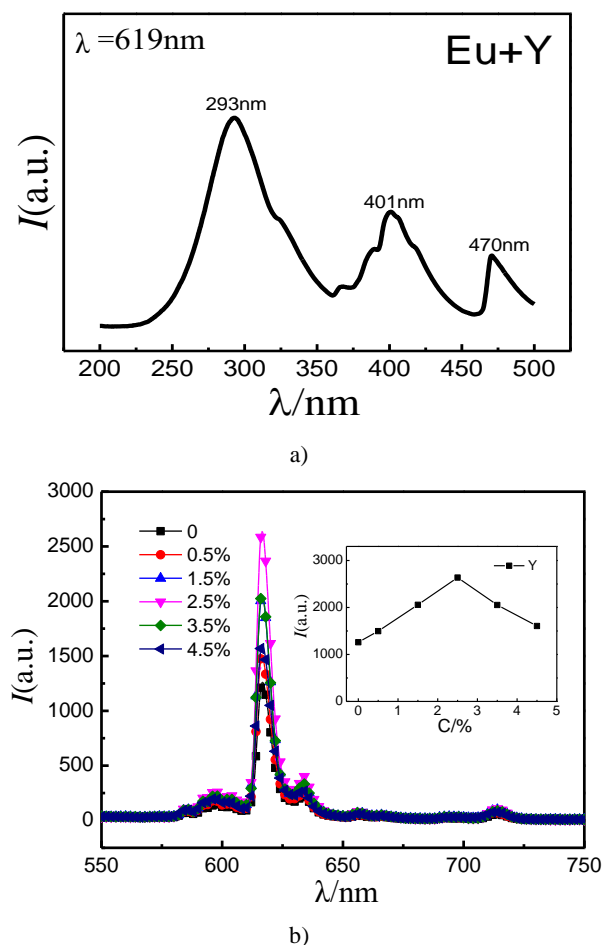 λ =619nm
Eu+Y
293nm
401nm
470nm
I(a.u.)
200 250 300 350 400 450 500
λ/nm
a)
3000
2500
2000
1500
1000
500
0
I(a.u.)
0
0.5%
1.5%
2.5%
3.5%
4.5%
Y
3000
2000
1000
0
I(a.u.)
0 1 2 3 4 5
C/%
550 600 650 700 750
λ/nm
b)